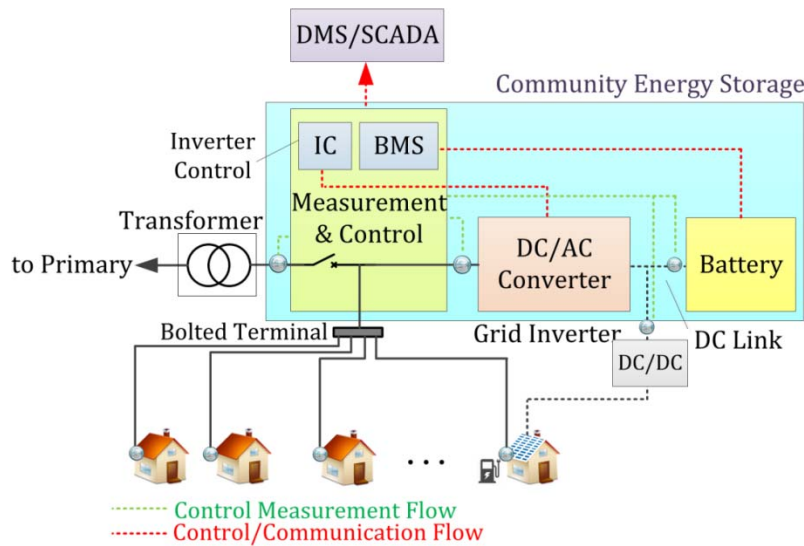 DMS/SCADA
Community Energy Storage
Inverter
Control
IC
BMS
Transformer
Measurement
& Control
to Primary
DC/AC
Converter
Battery
Bolted Terminal
Grid Inverter
DC Link
DC/DC
...
Control Measurement Flow
Control/Communication Flow